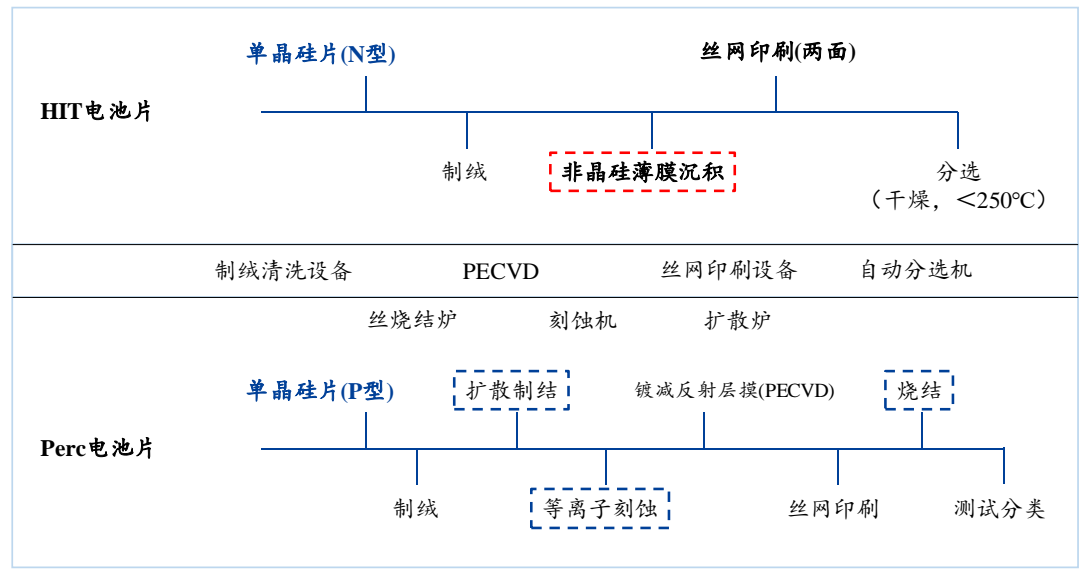 单晶硅片(N型)
丝网印刷(两面)
HIT电池片
制绒
非晶硅薄膜沉积
分选
（干燥，＜250℃）
制绒清洗设备
PECVD
丝网印刷设备
自动分选机
丝烧结炉
刻蚀机
扩散炉
单晶硅片(P型)
扩散制结
镀减反射层摸(PECVD)
烧结
Perc电池片
制绒
等离子刻蚀
丝网印刷
测试分类